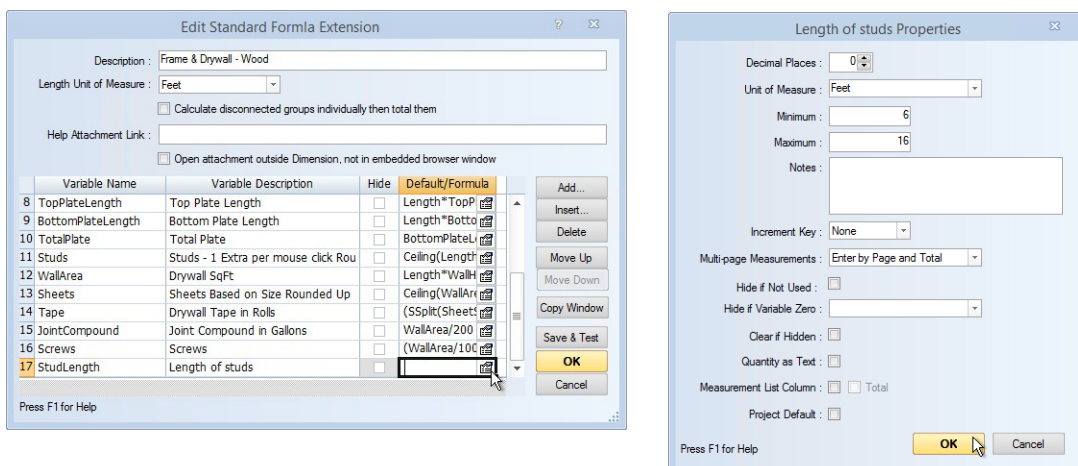 Edit Standard Formla Extension
Description : Frame & Drywall - Wood
Length Unit of Measure : Feet
Calculate disconnected groups individually then total them
Help Attachment Link :
Open attachment outside Dimension, not in embedded browser window
Variable Name Variable Description Hide Default/Formula
8 TopPlateLength Top Plate Length Length*TopP
9 BottomPlateLength Bottom Plate Length Length*Botto
10 TotalPlate Total Plate BottomPlateL
11 Studs Studs - 1 Extra per mouse click Rou Ceiling(Length
12 WallArea Drywall SqFt Length*WallH
13 Sheets Sheets Based on Size Rounded Up Ceiling(WallAre
14 Tape Drywall Tape in Rolls (SSplit(SheetS
15 JointCompound Joint Compound in Gallons WallArea/200
16 Screws Screws (WallArea/100
17 StudLength Length of studs
Add...
Insert...
Delete
Move Up
Move Down
Copy Window
Save & Test
OK
Cancel
Press F1 for Help
Length of studs Properties
Decimal Places : 0
Unit of Measure : Feet
Minimum : 6
Maximum : 16
Notes :
Increment Key : None
Multi-page Measurements : Enter by Page and Total
Hide if Not Used :
Hide if Variable Zero :
Clear if Hidden :
Quantity as Text :
Measurement List Column : Total
Project Default :
Press F1 for Help OK Cancel